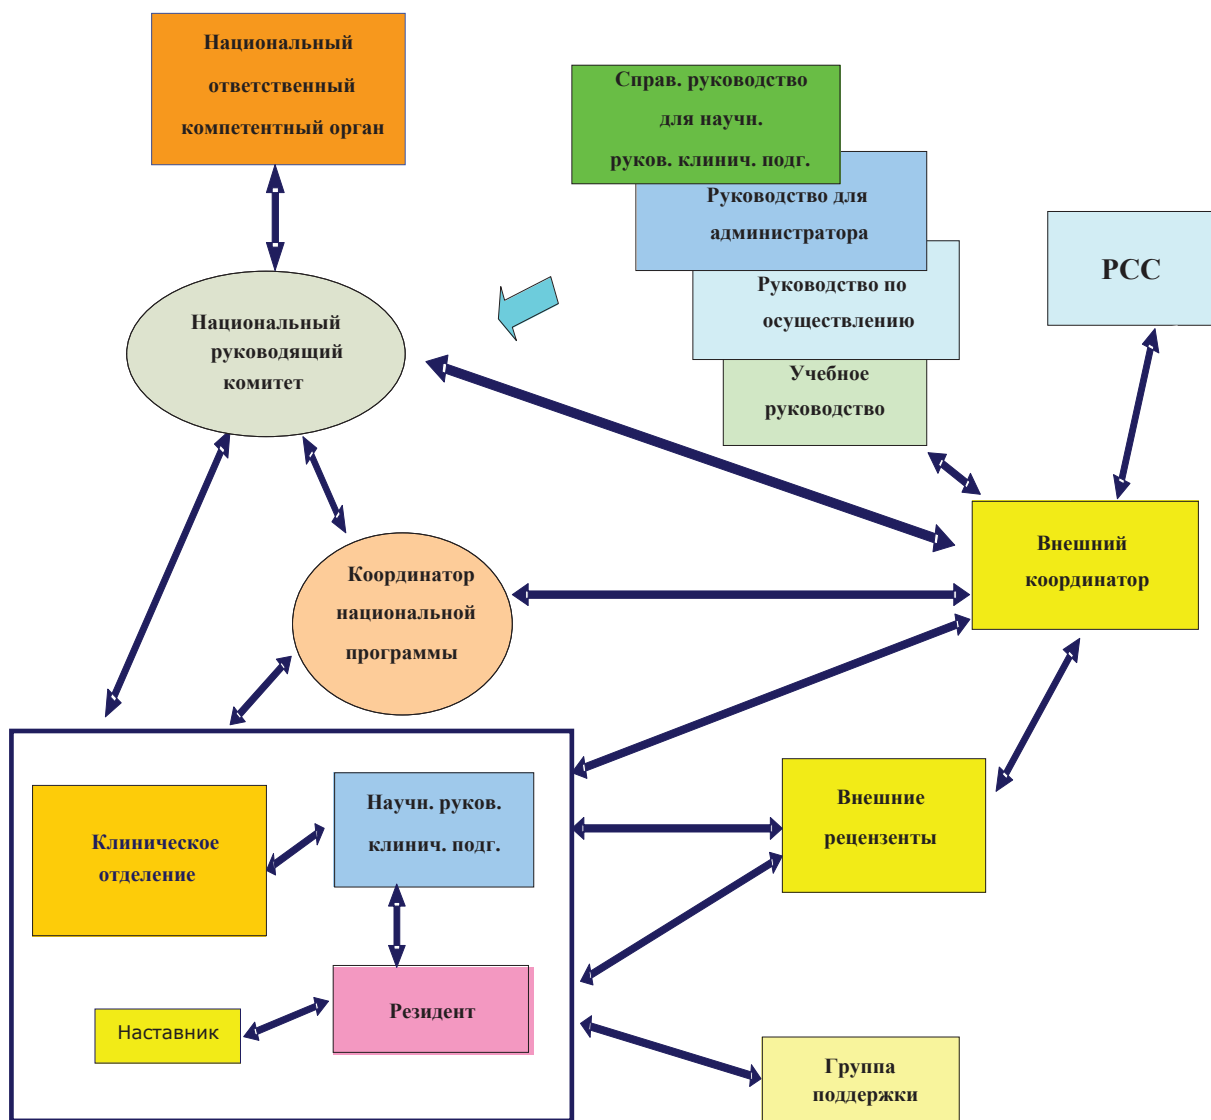 Национальный
ответственный
компетентный орган
Справ. руководство
для научн.
руков. клинич. подг.
Руководство для
администратора
Руководство по
осуществлению
Учебное
руководство
РСС
Национальный
руководящий
комитет
Внешний
координатор
Координатор
национальной
программы
Клиническое
отделение
Научн. руков.
клинич. подг.
Внешние
рецензенты
Резидент
Наставник
Группа
поддержки